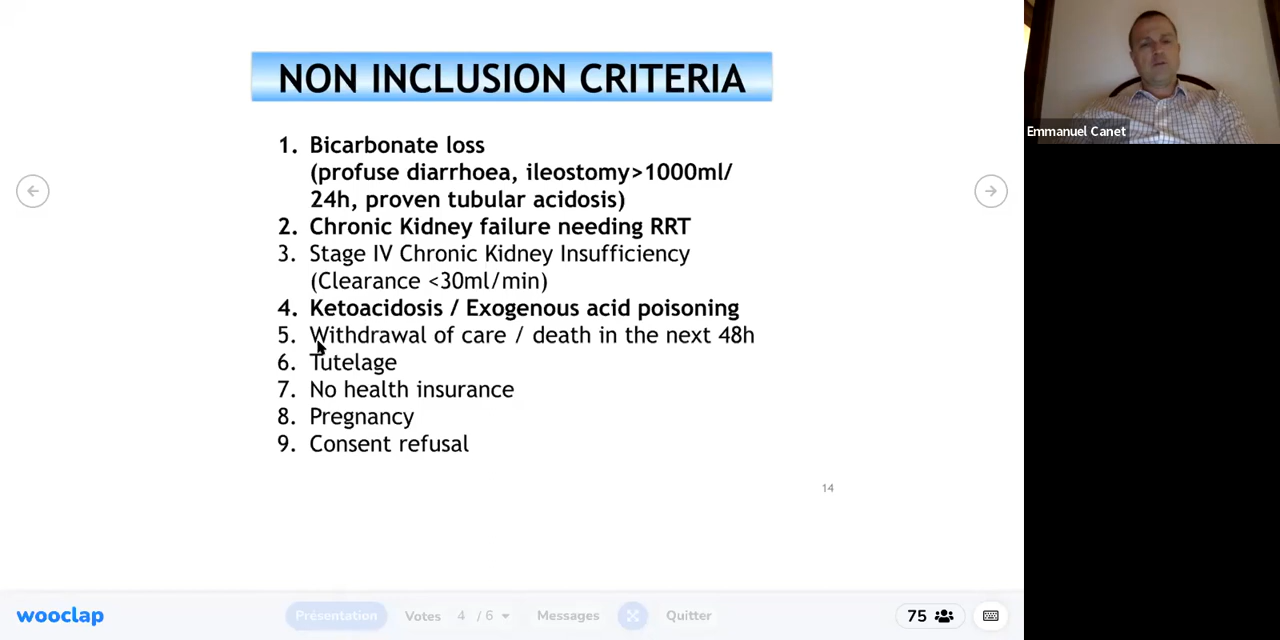 NON INCLUSION CRITERIA
1. Bicarbonate loss
(profuse diarrhoea, ileostomy>1000ml/
24h, proven tubular acidosis)
2. Chronic Kidney failure needing RRT
3. Stage IV Chronic Kidney Insufficiency
(Clearance <30ml/min)
4. Ketoacidosis / Exogenous acid poisoning
5. Withdrawal of care / death in the next 48h
6. Tutelage
7. No health insurance
8. Pregnancy
9. Consent refusal
14
Emmanuel Canet
wooclap
Présentation
Votes 4 / 6
Messages
Quitter
75